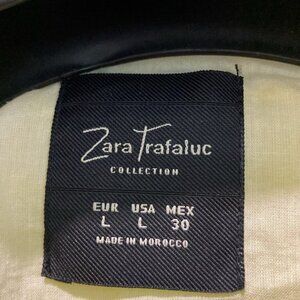 Zara Trafaluc
COLLECTION
EUR USA MEX
L L 30
MADE IN MOROCCO